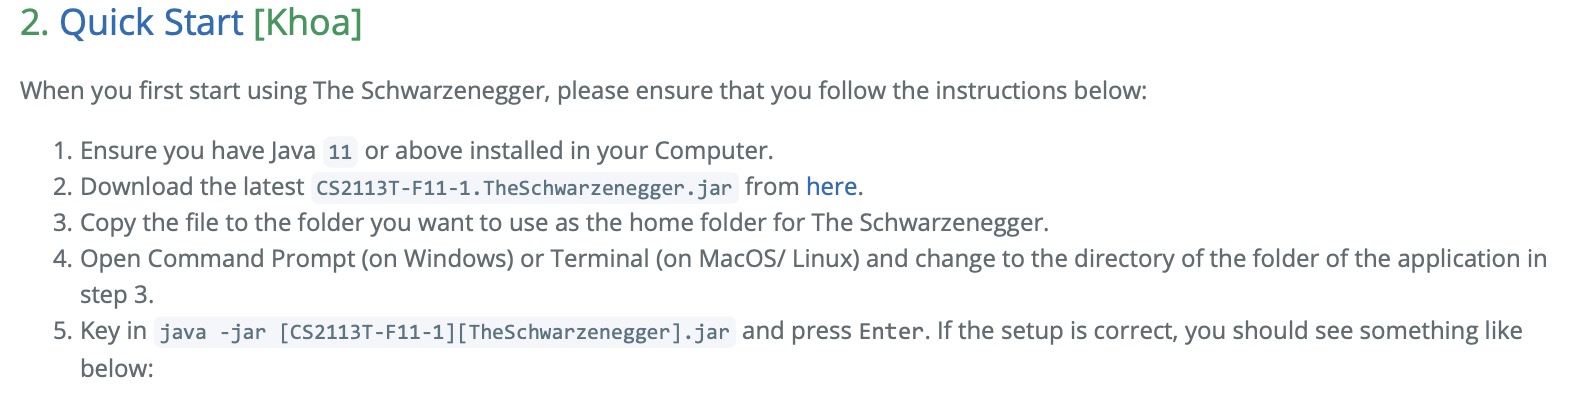 2. Quick Start [Khoa]
When you first start using The Schwarzenegger, please ensure that you follow the instructions below:
1. Ensure you have Java 11 or above installed in your Computer.
2. Download the latest CS2113T-F11-1.TheSchwarzenegger.jar from here.
3. Copy the file to the folder you want to use as the home folder for The Schwarzenegger.
4. Open Command Prompt (on Windows) or Terminal (on MacOS/ Linux) and change to the directory of the folder of the application in
step 3.
5. Key in java -jar [CS2113T-F11-1][TheSchwarzenegger].jar and press Enter. If the setup is correct, you should see something like
below: